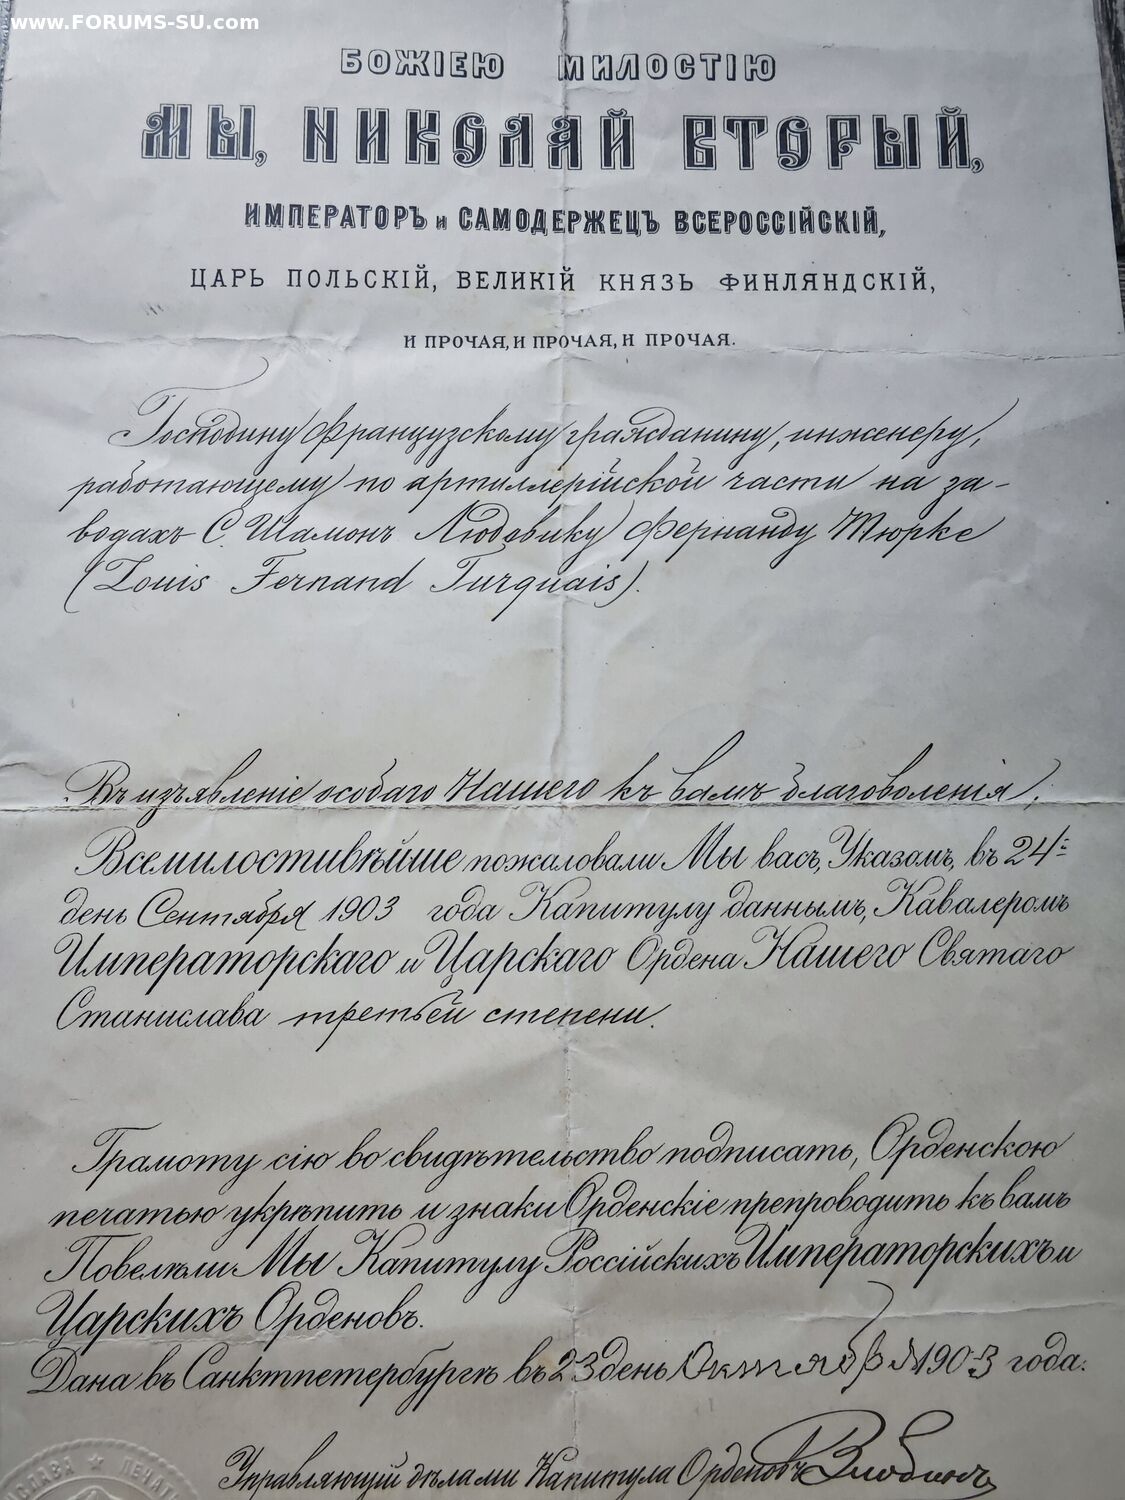 www.FORUMS-SU.com
БОЖІЕЮ МИЛОСТІЮ
МЫ, НИКОЛАЙ ВТОРЫЙ,
ИМПЕРАТОРЪ и САМОДЕРЖЕЦЪ ВСЕРОССІЙСКІЙ,
ЦАРЬ ПОЛЬСКІЙ, ВЕЛИКІЙ КНЯЗЬ ФИНЛЯНДСКІЙ,
И ПРОЧАЯ, И ПРОЧАЯ, И ПРОЧАЯ.
Господину французскому гражданину, инженеру,
работающему по артиллерійской части на за-
водахъ С. Шамонъ Людовику Фернанду Тюрке
(Louis Fernand Turquais).
Въ изъявленіе особаго Нашего къ вамъ благоволенія,
Всемилостивѣйше пожаловали Мы васъ, Указомъ, въ 24-
день Сентября 1903 года Капитулу даннымъ, Кавалеромъ
Императорскаго и Царскаго Ордена Нашего Святаго
Станислава третьей степени.
Грамоту сію во свидѣтельство подписать, Орденскою
печатью укрѣпить и знаки Орденскіе препроводить къ вамъ
Повелѣли Мы Капитулу Россійскихъ Императорскихъ и
Царскихъ Орденовъ.
Дана въ Санктпетербургѣ въ 23 день Октября 1903 года.
Управляющій дѣлами Капитула Орденовъ
СЛАВА ★ ПЕЧАТ